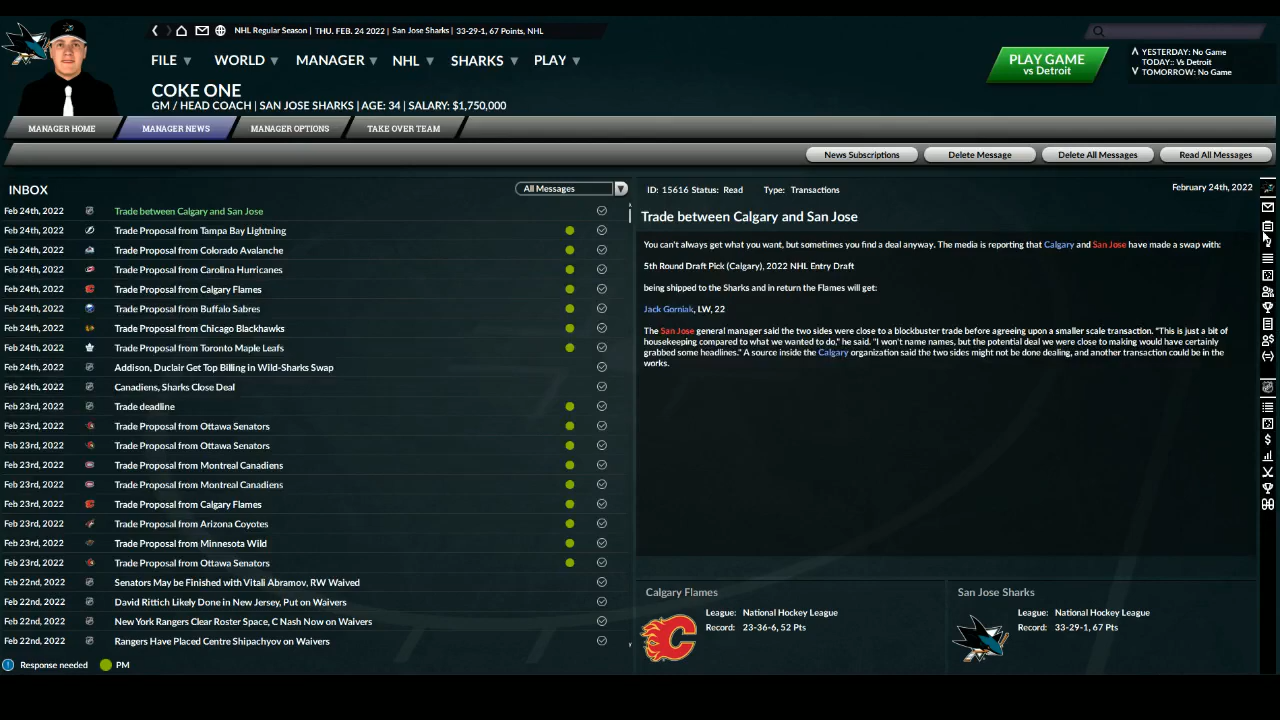 NHL Regular Season | THU. FEB. 24 2022 | San Jose Sharks | 33-29-1, 67 Points, NHL
FILE WORLD MANAGER NHL SHARKS PLAY
PLAY GAME
vs Detroit
YESTERDAY: No Game
TODAY:: Vs Detroit
TOMORROW: No Game
COKE ONE
GM / HEAD COACH | SAN JOSE SHARKS | AGE: 34 | SALARY: $1,750,000
MANAGER HOME MANAGER NEWS MANAGER OPTIONS TAKE OVER TEAM
News Subscriptions Delete Message Delete All Messages Read All Messages
INBOX All Messages
Feb 24th, 2022 Trade between Calgary and San Jose
Feb 24th, 2022 Trade Proposal from Tampa Bay Lightning
Feb 24th, 2022 Trade Proposal from Colorado Avalanche
Feb 24th, 2022 Trade Proposal from Carolina Hurricanes
Feb 24th, 2022 Trade Proposal from Calgary Flames
Feb 24th, 2022 Trade Proposal from Buffalo Sabres
Feb 24th, 2022 Trade Proposal from Chicago Blackhawks
Feb 24th, 2022 Trade Proposal from Toronto Maple Leafs
Feb 24th, 2022 Addison, Duclair Get Top Billing in Wild-Sharks Swap
Feb 24th, 2022 Canadiens, Sharks Close Deal
Feb 23rd, 2022 Trade deadline
Feb 23rd, 2022 Trade Proposal from Ottawa Senators
Feb 23rd, 2022 Trade Proposal from Ottawa Senators
Feb 23rd, 2022 Trade Proposal from Montreal Canadiens
Feb 23rd, 2022 Trade Proposal from Montreal Canadiens
Feb 23rd, 2022 Trade Proposal from Calgary Flames
Feb 23rd, 2022 Trade Proposal from Arizona Coyotes
Feb 23rd, 2022 Trade Proposal from Minnesota Wild
Feb 23rd, 2022 Trade Proposal from Ottawa Senators
Feb 22nd, 2022 Senators May be Finished with Vitali Abramov, RW Waived
Feb 22nd, 2022 David Rittich Likely Done in New Jersey, Put on Waivers
Feb 22nd, 2022 New York Rangers Clear Roster Space, C Nash Now on Waivers
Feb 22nd, 2022 Rangers Have Placed Centre Shipachyov on Waivers
Response needed PM
ID: 15616 Status: Read Type: Transactions February 24th, 2022
Trade between Calgary and San Jose
You can't always get what you want, but sometimes you find a deal anyway. The media is reporting that Calgary and San Jose have made a swap with:
5th Round Draft Pick (Calgary), 2022 NHL Entry Draft
being shipped to the Sharks and in return the Flames will get:
Jack Gorniak, LW, 22
The San Jose general manager said the two sides were close to a blockbuster trade before agreeing upon a smaller scale transaction. "This is just a bit of
housekeeping compared to what we wanted to do," he said. "I won't name names, but the potential deal we were close to making would have certainly
grabbed some headlines." A source inside the Calgary organization said the two sides might not be done dealing, and another transaction could be in the
works.
Calgary Flames
League: National Hockey League
Record: 23-36-6, 52 Pts
San Jose Sharks
League: National Hockey League
Record: 33-29-1, 67 Pts